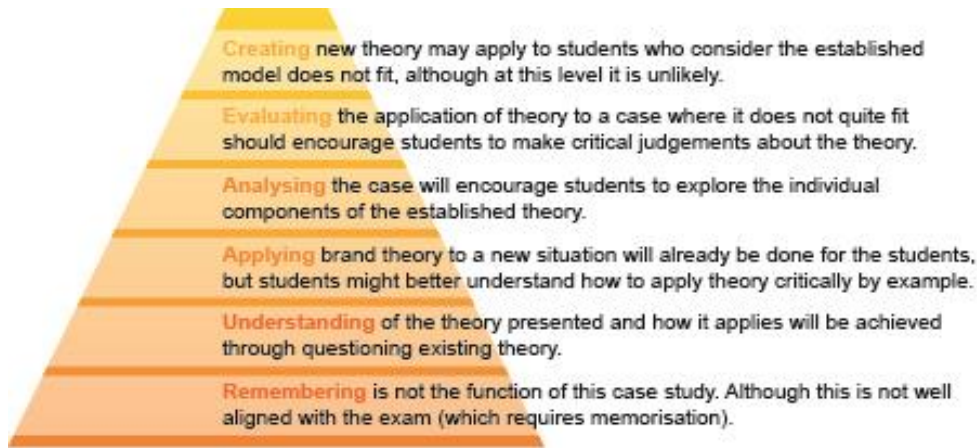 Creating new theory may apply to students who consider the established
model does not fit, although at this level it is unlikely.
Evaluating the application of theory to a case where it does not quite fit
should encourage students to make critical judgements about the theory.
Analysing the case will encourage students to explore the individual
components of the established theory.
Applying brand theory to a new situation will already be done for the students,
but students might better understand how to apply theory critically by example.
Understanding of the theory presented and how it applies will be achieved
through questioning existing theory.
Remembering is not the function of this case study. Although this is not well
aligned with the exam (which requires memorisation).